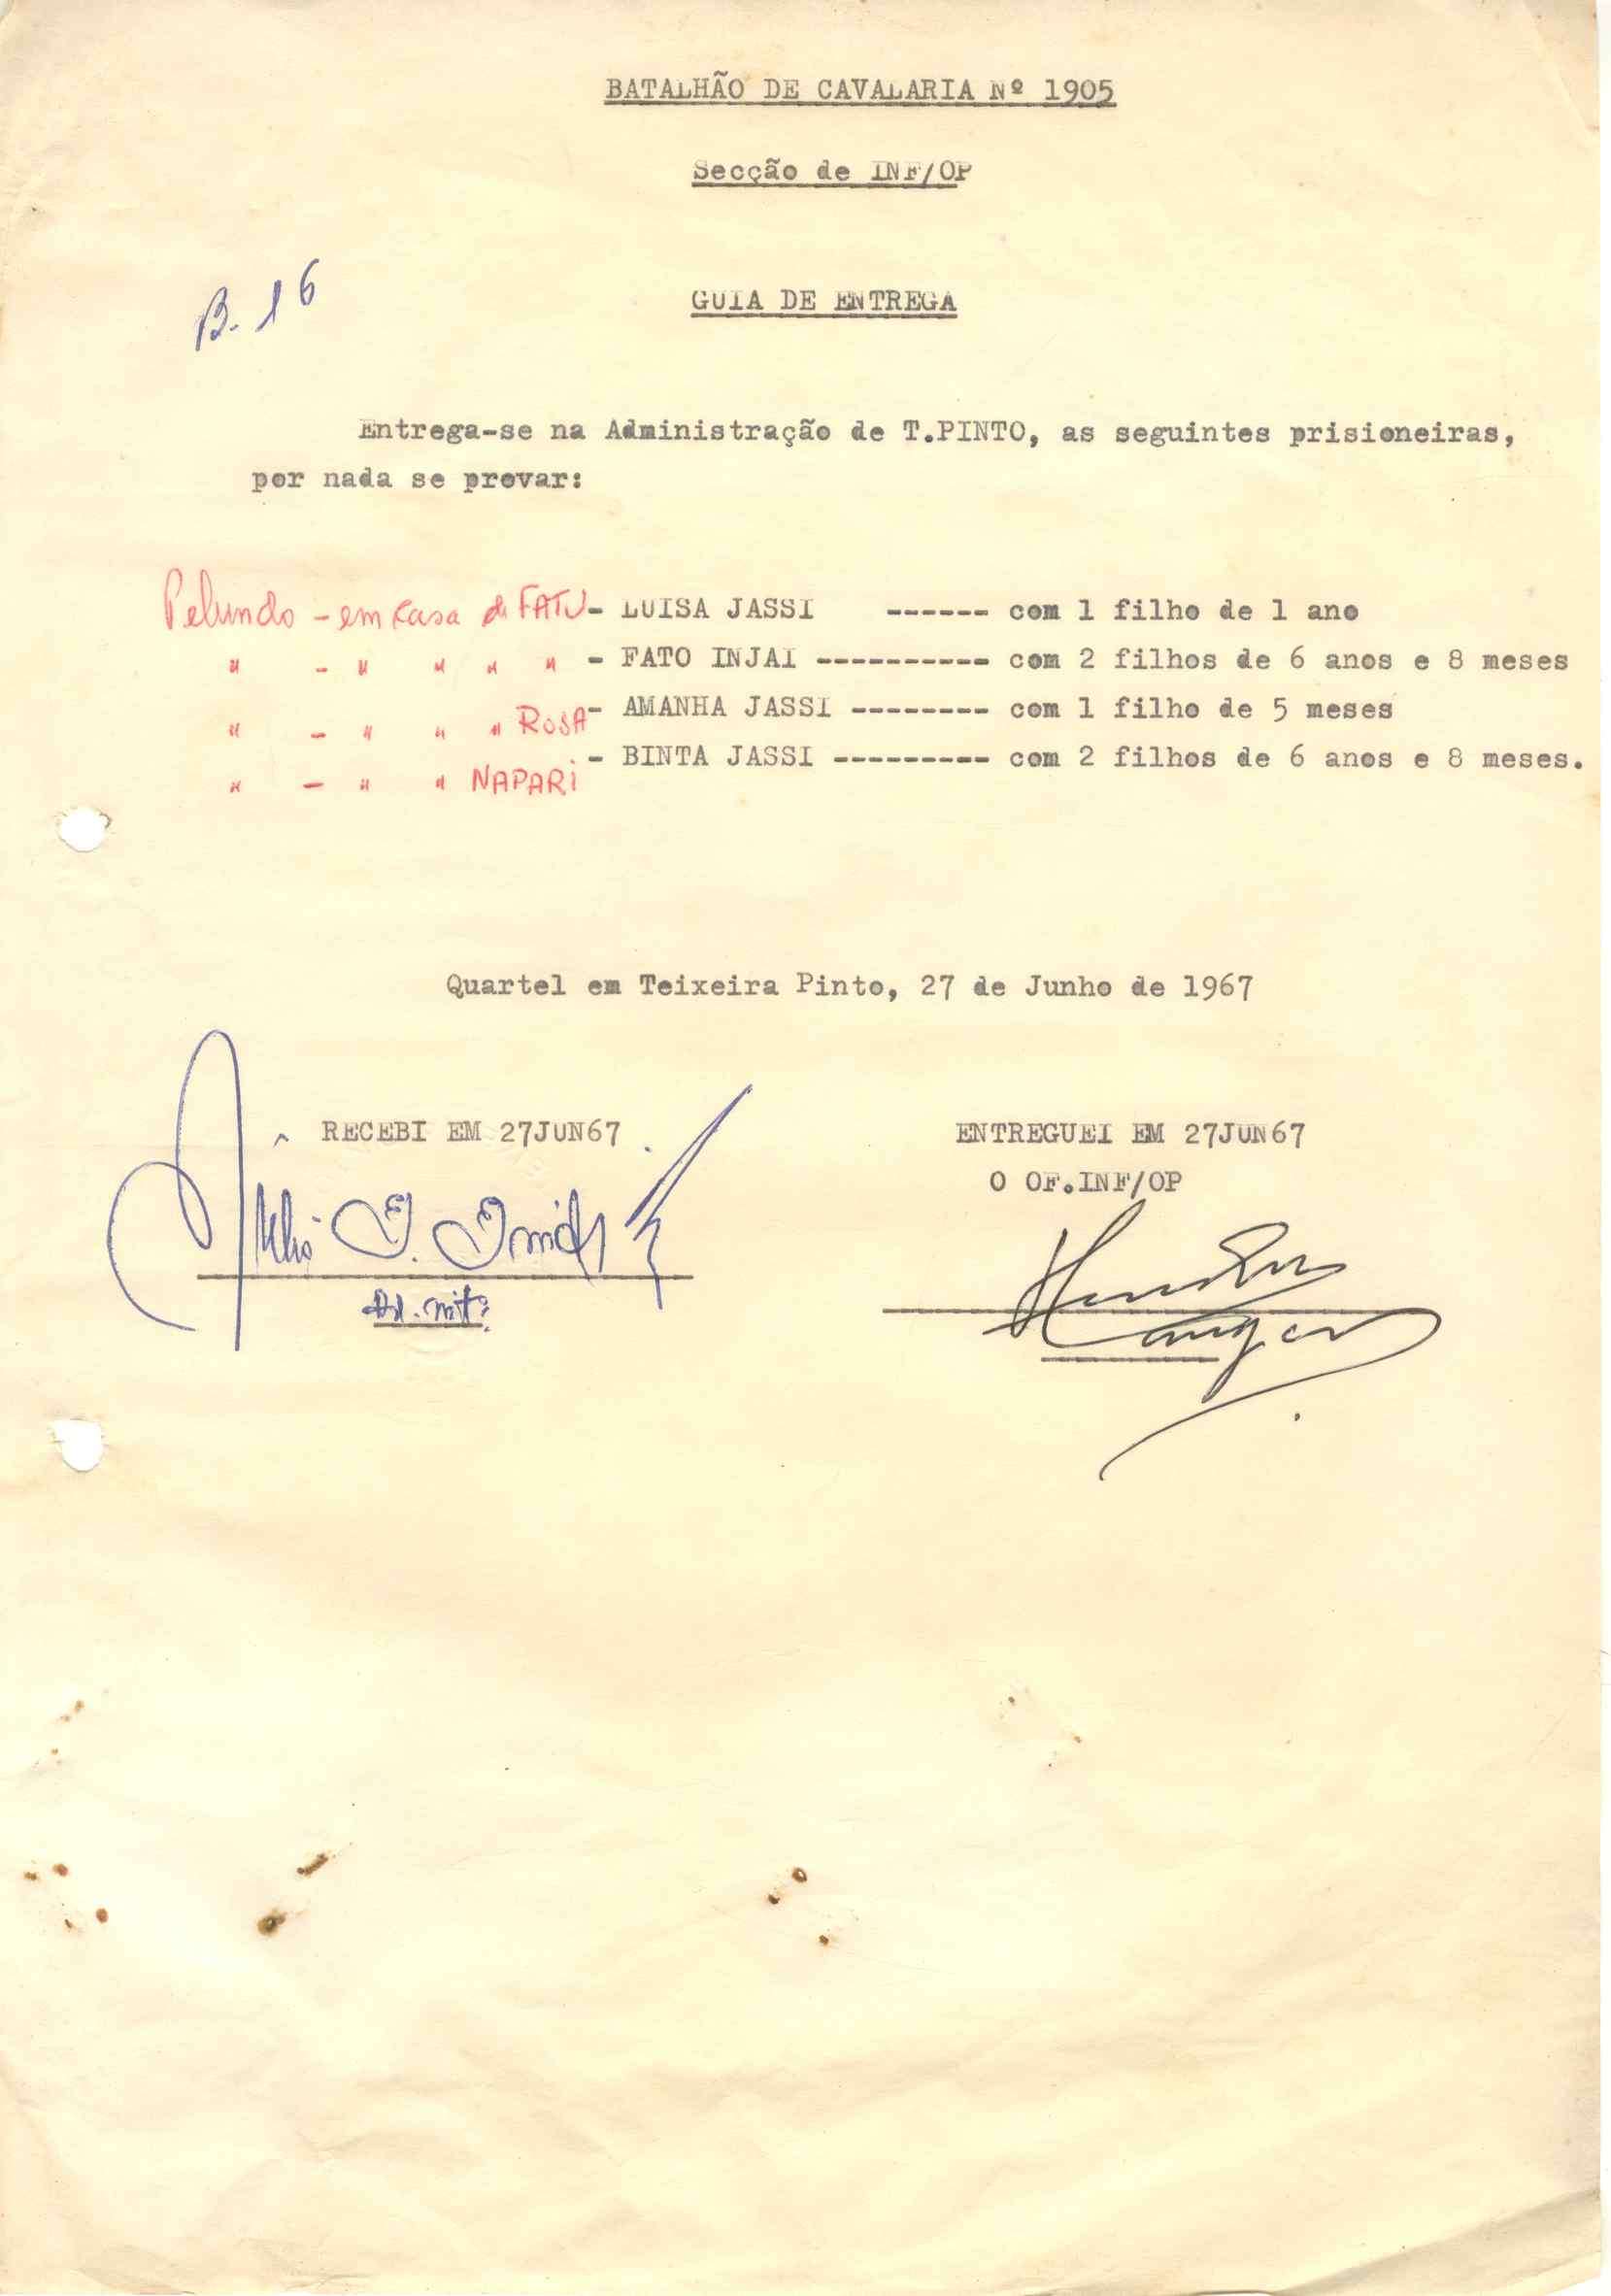 BATALHÃO DE CAVALARIA Nº 1905
Secção de INF/OP
B. 16
GUIA DE ENTREGA
Entrega-se na Administração de T.PINTO, as seguintes prisioneiras,
por nada se provar:
Pelundo - em casa de FATU - LUISA JASSI ------ com 1 filho de 1 ano
" - " " " " - FATO INJAI ---------- com 2 filhos de 6 anos e 8 meses
" - " " " ROSA - AMANHA JASSI -------- com 1 filho de 5 meses
" - " " NAPARI - BINTA JASSI --------- com 2 filhos de 6 anos e 8 meses.
Quartel em Teixeira Pinto, 27 de Junho de 1967
RECEBI EM 27JUN67
ENTREGUEI EM 27JUN67
O OF.INF/OP